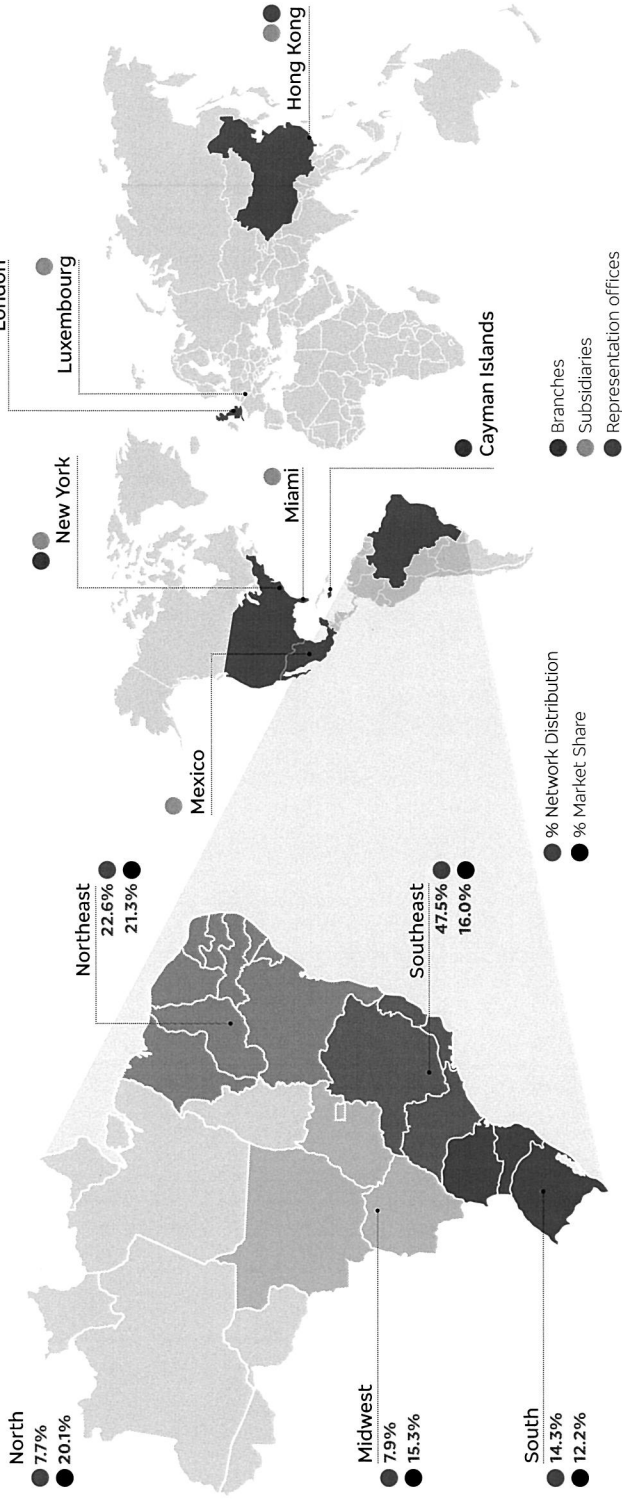 North
7.7%
20.1%
Northeast
22.6%
21.3%
Midwest
7.9%
15.3%
Southeast
47.5%
16.0%
South
14.3%
12.2%
% Network Distribution
% Market Share
Mexico
New York
Miami
Cayman Islands
London
Luxembourg
Hong Kong
Branches
Subsidiaries
Representation offices